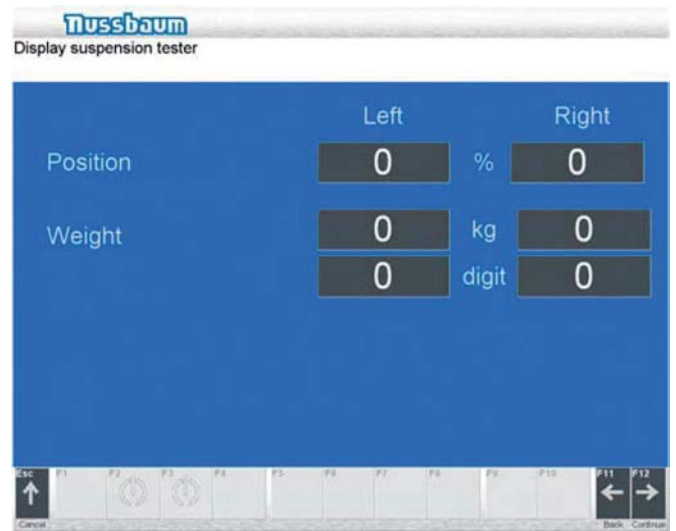 Nussbaum
Display suspension tester
Left Right
Position 0 % 0
Weight 0 kg 0
0 digit 0
Esc F1 F2 F3 F4 F5 F6 F7 F8 F9 F10 F11 F12
Cancel Back Continue